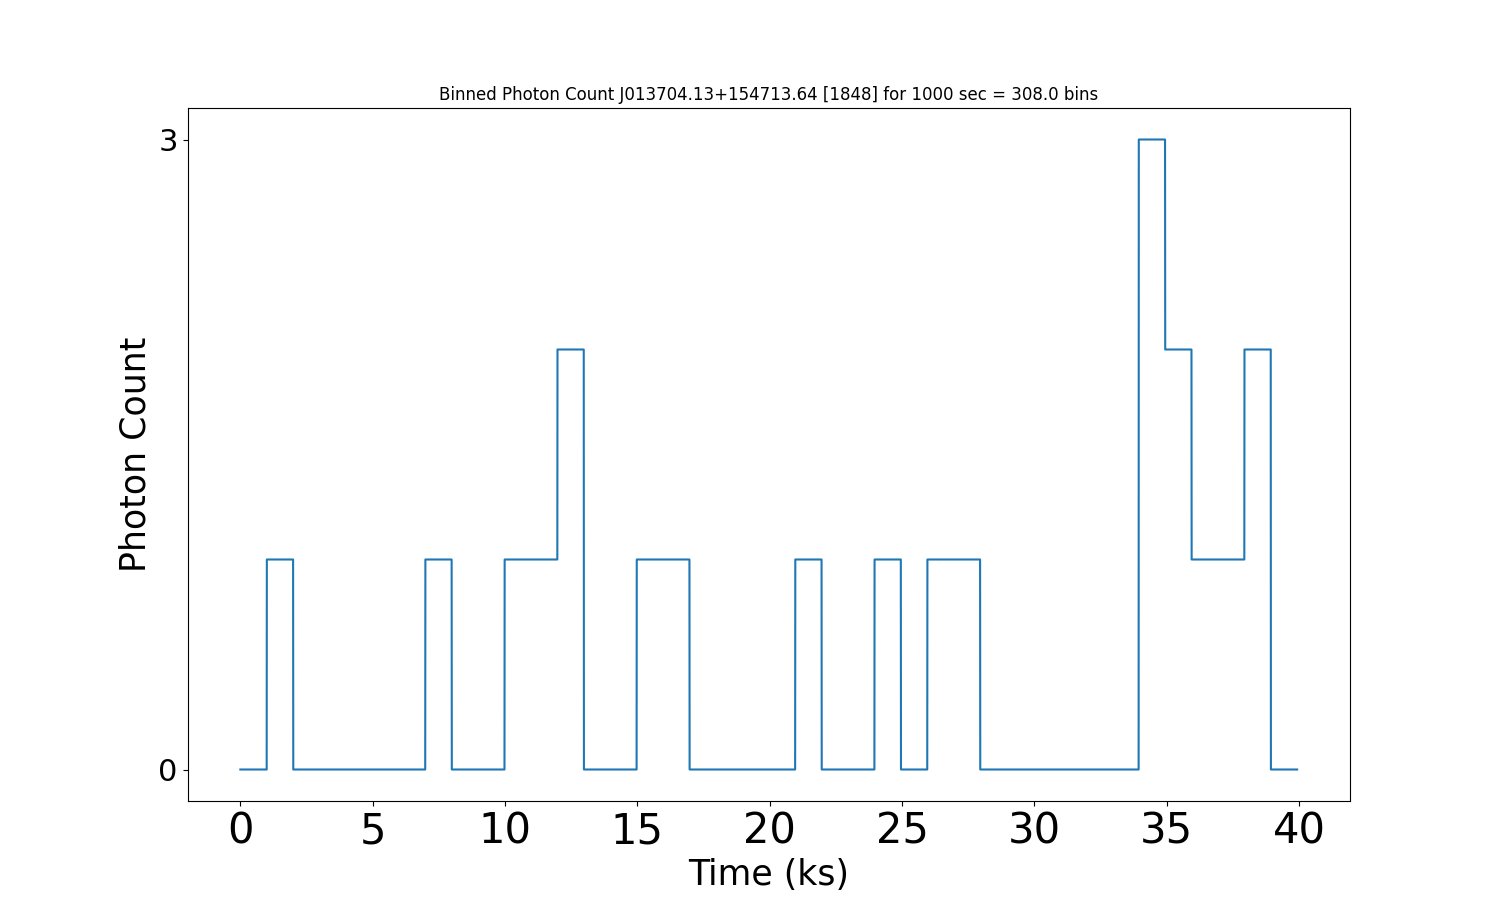 Binned Photon Count J013704.13+154713.64 [1848] for 1000 sec = 308.0 bins
3
Photon Count
0
0 5 10 15 20 25 30 35 40
Time (ks)